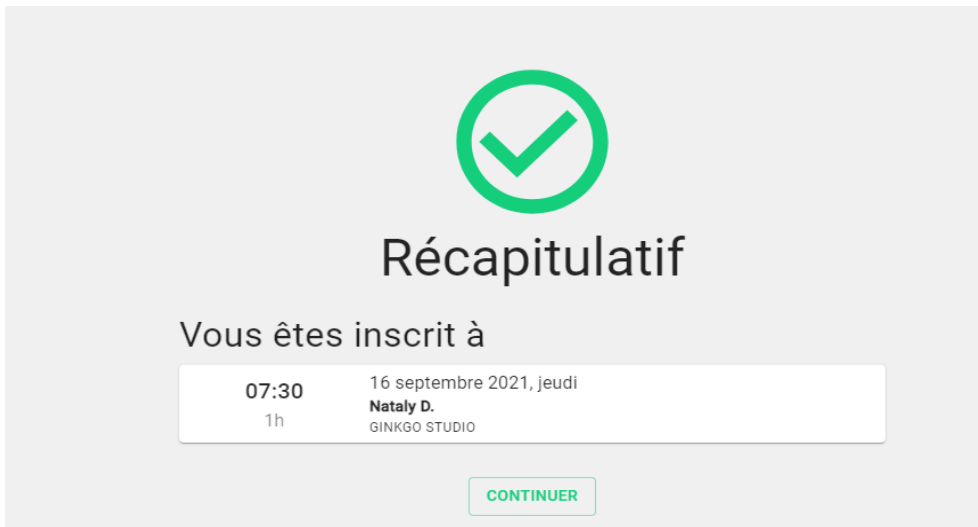 Récapitulatif
Vous êtes inscrit à
07:30
1h
16 septembre 2021, jeudi
Nataly D.
GINKGO STUDIO
CONTINUER